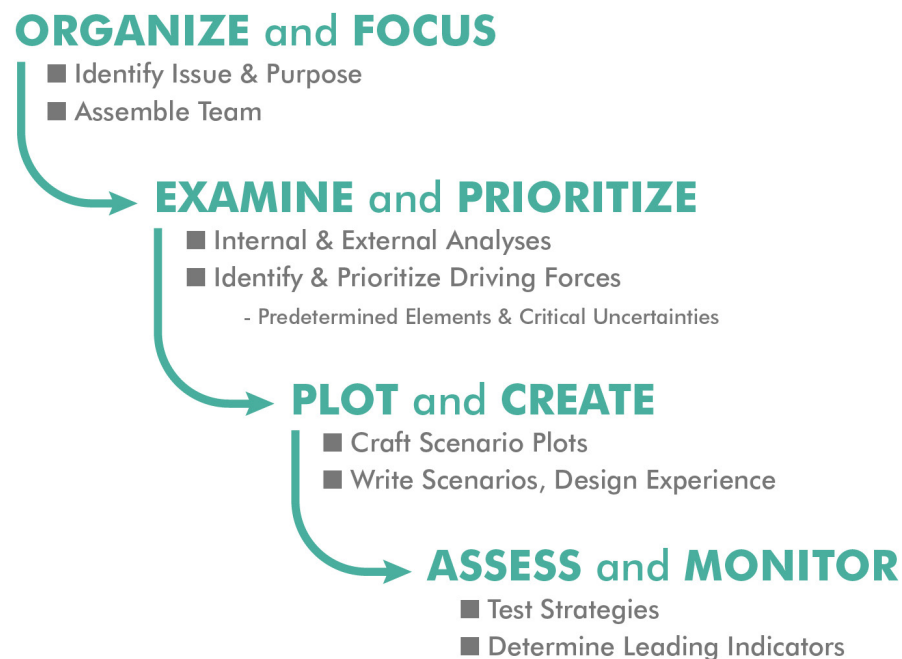 ORGANIZE and FOCUS
■ Identify Issue & Purpose
■ Assemble Team
EXAMINE and PRIORITIZE
■ Internal & External Analyses
■ Identify & Prioritize Driving Forces
- Predetermined Elements & Critical Uncertainties
PLOT and CREATE
■ Craft Scenario Plots
■ Write Scenarios, Design Experience
ASSESS and MONITOR
■ Test Strategies
■ Determine Leading Indicators